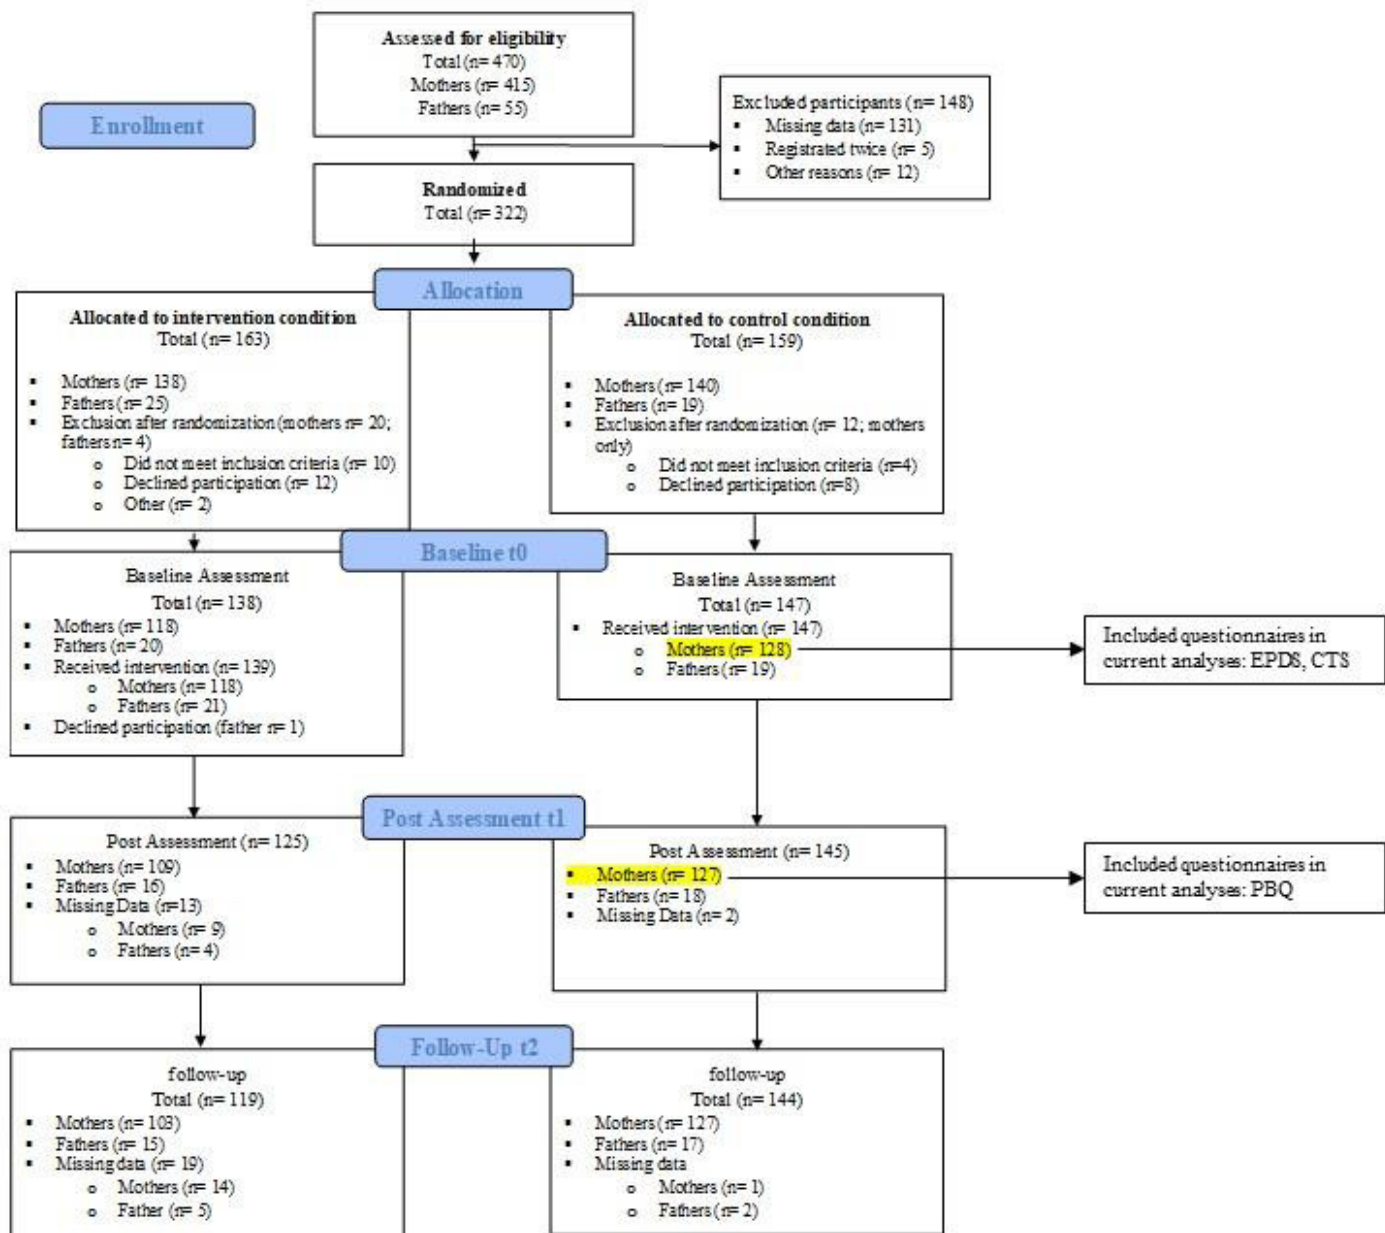 Assessed for eligibility
Total (n= 470)
Mothers (n= 415)
Fathers (n= 55)
Enrollment
Excluded participants (n= 148)
▪ Missing data (n= 131)
▪ Registrated twice (n= 5)
▪ Other reasons (n= 12)
Randomized
Total (n= 322)
Allocation
Allocated to intervention condition
Total (n= 163)
▪ Mothers (n= 138)
▪ Fathers (n= 25)
▪ Exclusion after randomization (mothers n= 20;
fathers n= 4)
o Did not meet inclusion criteria (n= 10)
o Declined participation (n= 12)
o Other (n= 2)
Allocated to control condition
Total (n= 159)
▪ Mothers (n= 140)
▪ Fathers (n= 19)
▪ Exclusion after randomization (n= 12; mothers
only)
o Did not meet inclusion criteria (n=4)
o Declined participation (n=8)
Baseline t0
Baseline Assessment
Total (n= 138)
▪ Mothers (n= 118)
▪ Fathers (n= 20)
▪ Received intervention (n= 139)
o Mothers (n= 118)
o Fathers (n= 21)
▪ Declined participation (father n= 1)
Baseline Assessment
Total (n= 147)
▪ Received intervention (n= 147)
o Mothers (n= 128)
o Fathers (n= 19)
Included questionnaires in
current analyses: EPDS, CTS
Post Assessment t1
Post Assessment (n= 125)
▪ Mothers (n= 109)
▪ Fathers (n= 16)
▪ Missing Data (n=13)
o Mothers (n= 9)
o Fathers (n= 4)
Post Assessment (n= 145)
▪ Mothers (n= 127)
▪ Fathers (n= 18)
▪ Missing Data (n= 2)
Included questionnaires in
current analyses: PBQ
Follow-Up t2
follow-up
Total (n= 119)
▪ Mothers (n= 103)
▪ Fathers (n= 15)
▪ Missing data (n= 19)
o Mothers (n= 14)
o Father (n= 5)
follow-up
Total (n= 144)
▪ Mothers (n= 127)
▪ Fathers (n= 17)
▪ Missing data
o Mothers (n= 1)
o Fathers (n= 2)